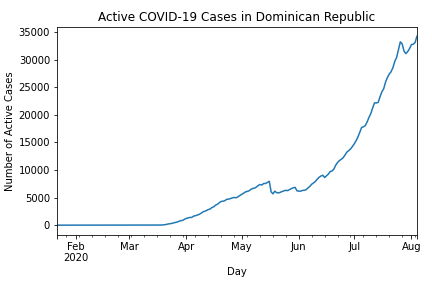 Active COVID-19 Cases in Dominican Republic
Number of Active Cases
35000
30000
25000
20000
15000
10000
5000
0
Feb Mar Apr May Jun Jul Aug
2020
Day